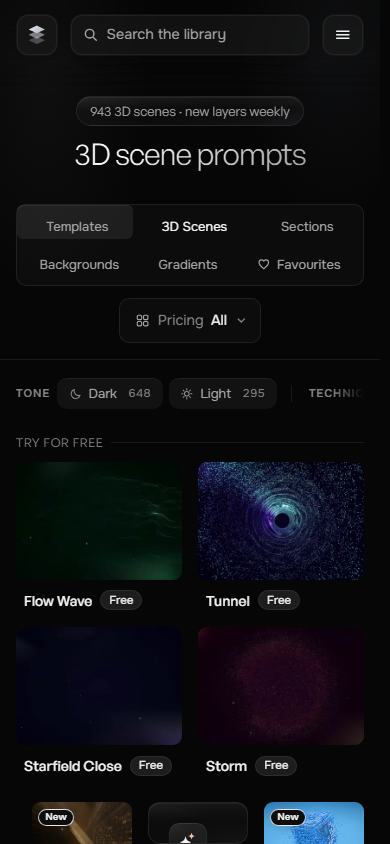 Search the library
943 3D scenes · new layers weekly
3D scene prompts
Templates 3D Scenes Sections
Backgrounds Gradients Favourites
Pricing All
TONE Dark 648 Light 295
TRY FOR FREE
Flow Wave Free
Tunnel Free
Starfield Close Free
Storm Free
New
New